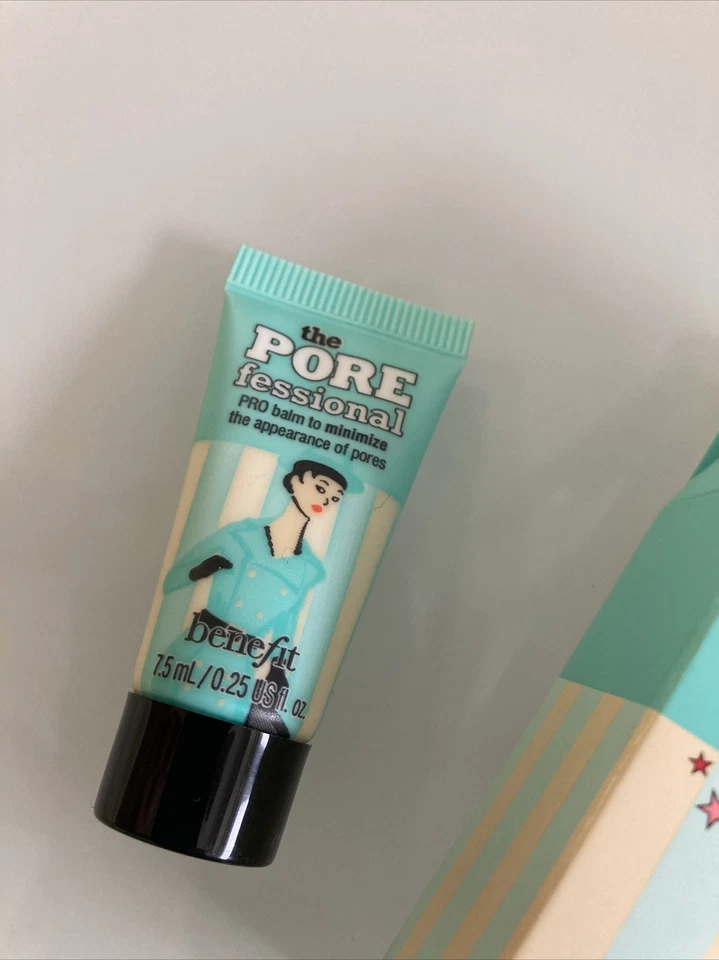 the
PORE
fessional
PRO balm to minimize
the appearance of pores
benefit
7.5 mL/0.25 US fl. oz.